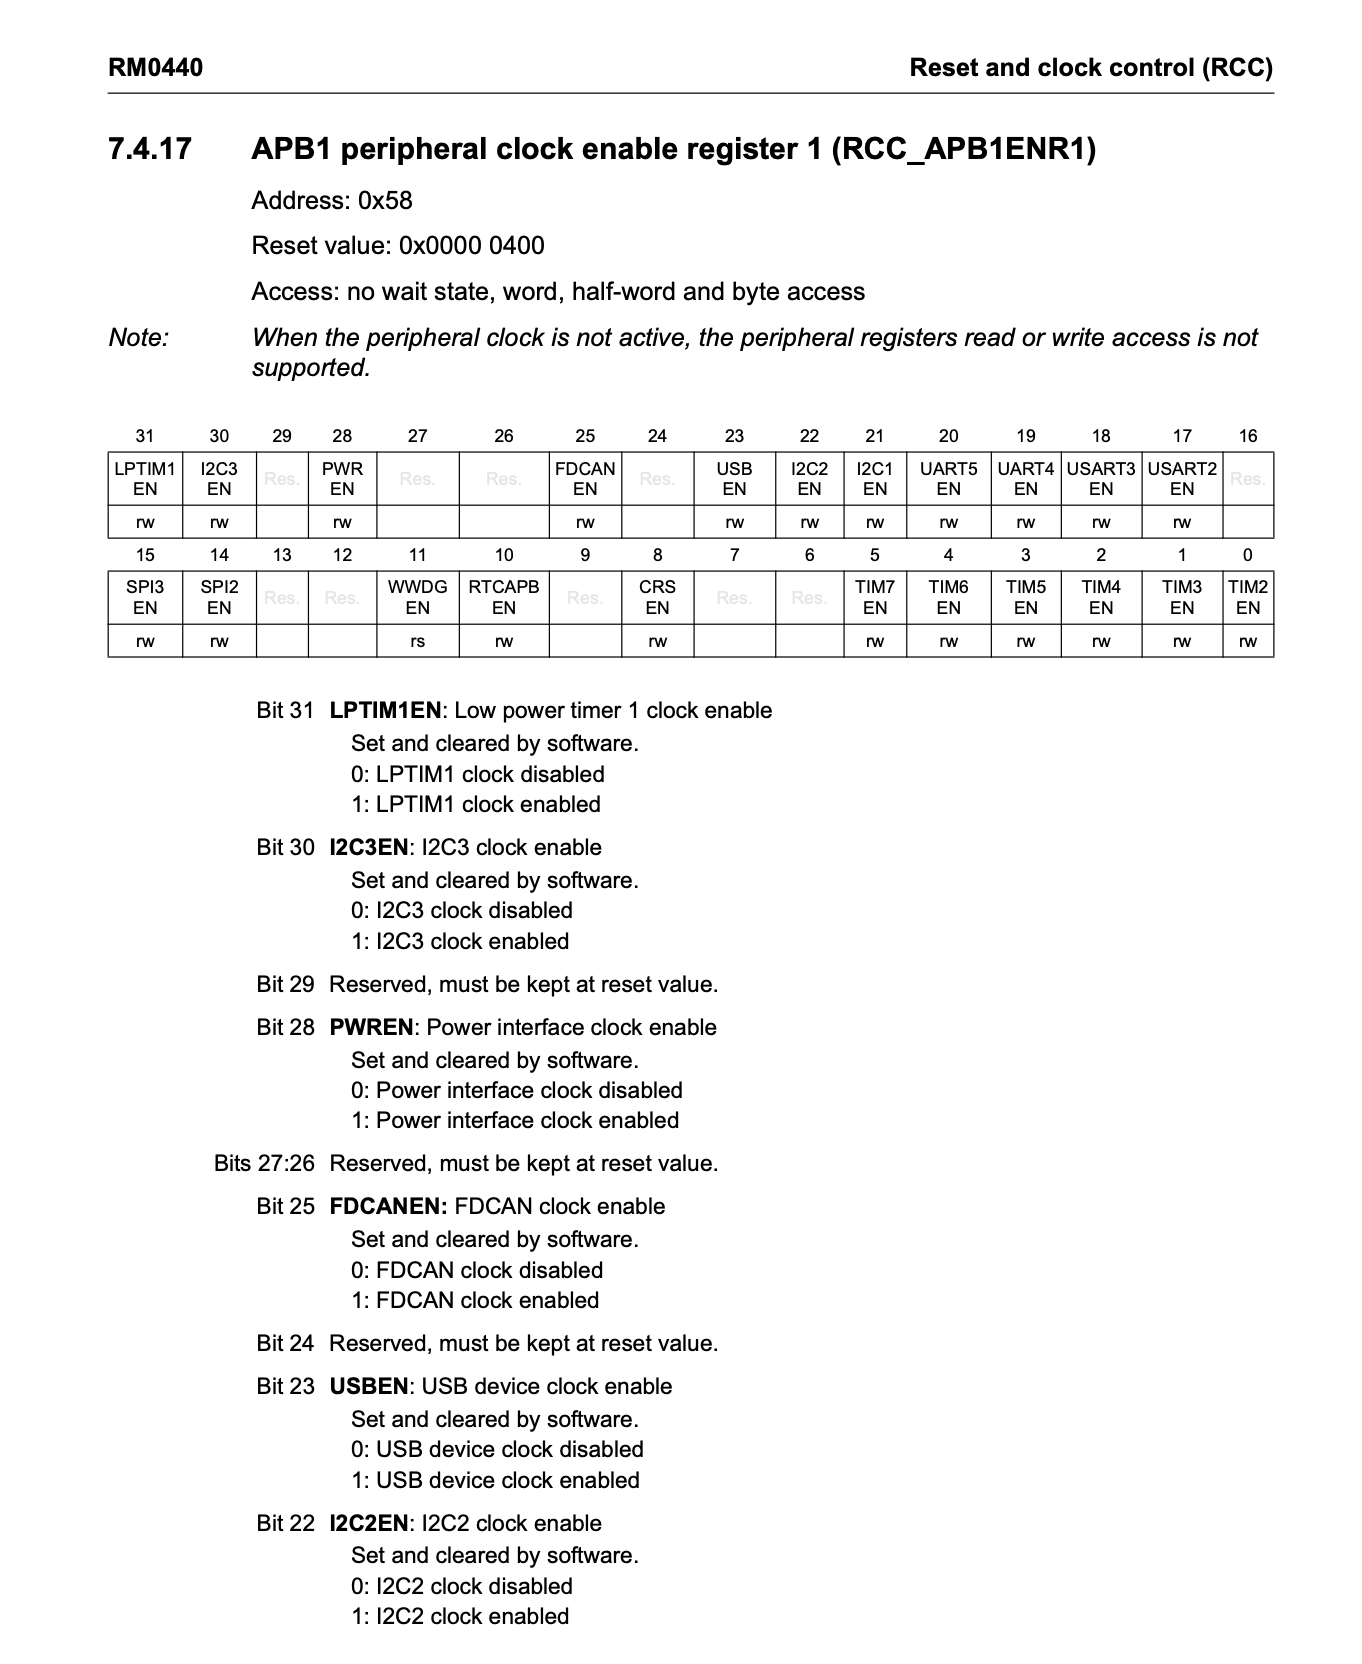 RM0440 Reset and clock control (RCC)
7.4.17 APB1 peripheral clock enable register 1 (RCC_APB1ENR1)
Address: 0x58
Reset value: 0x0000 0400
Access: no wait state, word, half-word and byte access
Note: When the peripheral clock is not active, the peripheral registers read or write access is not
supported.
31 30 29 28 27 26 25 24 23 22 21 20 19 18 17 16
LPTIM1 EN I2C3 EN Res. PWR EN Res. Res. FDCAN EN Res. USB EN I2C2 EN I2C1 EN UART5 EN UART4 EN USART3 EN USART2 EN Res.
rw rw rw rw rw rw rw rw rw rw rw
15 14 13 12 11 10 9 8 7 6 5 4 3 2 1 0
SPI3 EN SPI2 EN Res. Res. WWDG EN RTCAPB EN Res. CRS EN Res. Res. TIM7 EN TIM6 EN TIM5 EN TIM4 EN TIM3 EN TIM2 EN
rw rw rs rw rw rw rw rw rw rw rw
Bit 31 LPTIM1EN: Low power timer 1 clock enable
Set and cleared by software.
0: LPTIM1 clock disabled
1: LPTIM1 clock enabled
Bit 30 I2C3EN: I2C3 clock enable
Set and cleared by software.
0: I2C3 clock disabled
1: I2C3 clock enabled
Bit 29 Reserved, must be kept at reset value.
Bit 28 PWREN: Power interface clock enable
Set and cleared by software.
0: Power interface clock disabled
1: Power interface clock enabled
Bits 27:26 Reserved, must be kept at reset value.
Bit 25 FDCANEN: FDCAN clock enable
Set and cleared by software.
0: FDCAN clock disabled
1: FDCAN clock enabled
Bit 24 Reserved, must be kept at reset value.
Bit 23 USBEN: USB device clock enable
Set and cleared by software.
0: USB device clock disabled
1: USB device clock enabled
Bit 22 I2C2EN: I2C2 clock enable
Set and cleared by software.
0: I2C2 clock disabled
1: I2C2 clock enabled